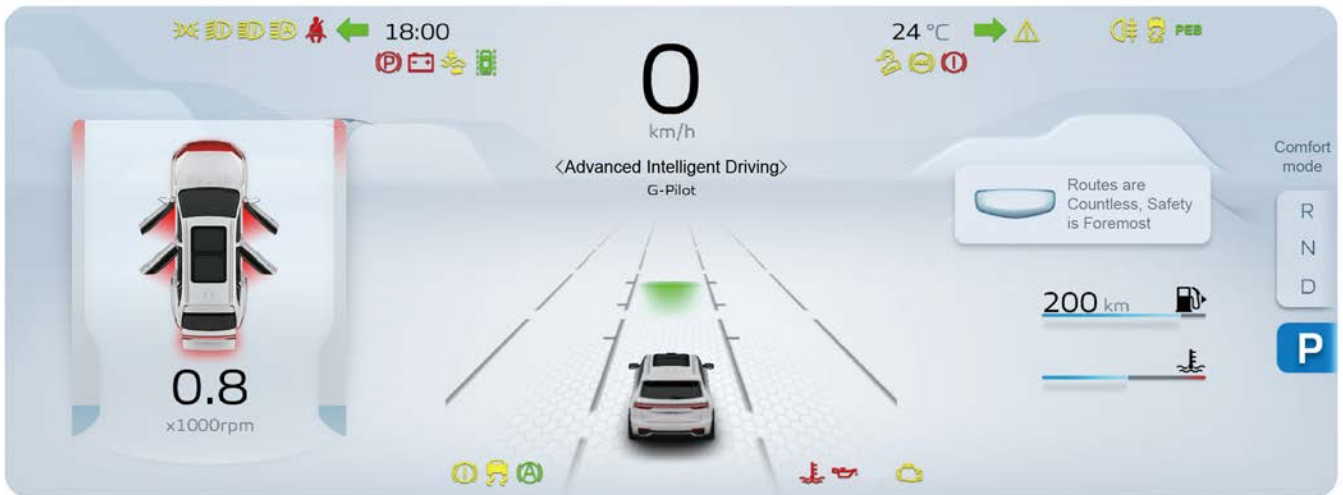 18:00
24 °C
PEB
0
km/h
<Advanced Intelligent Driving>
G-Pilot
Comfort
mode
Routes are
Countless, Safety
is Foremost
R
N
D
P
200 km
0.8
x1000rpm